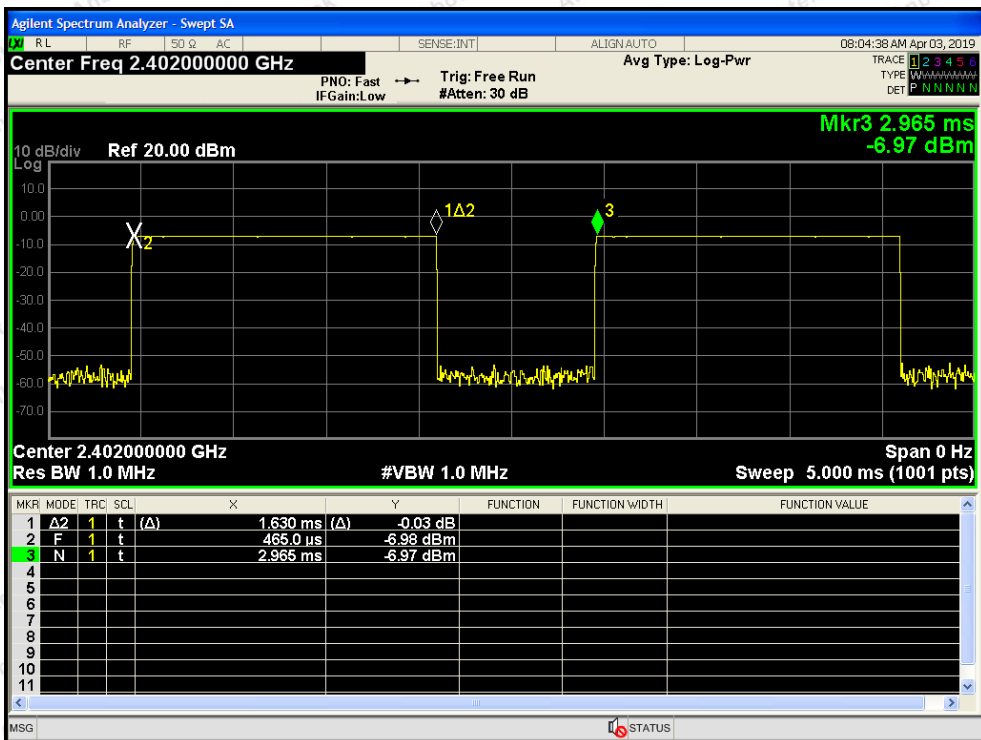 Agilent Spectrum Analyzer - Swept SA
LXI RL RF 50 Ω AC SENSE:INT ALIGN AUTO 08:04:38 AM Apr 03, 2019
Center Freq 2.402000000 GHz Avg Type: Log-Pwr TRACE 1 2 3 4 5 6
PNO: Fast Trig: Free Run TYPE WWWWWW
IFGain:Low #Atten: 30 dB DET P N N N N N
Mkr3 2.965 ms
10 dB/div Ref 20.00 dBm -6.97 dBm
Log
10.0
0.00
1Δ2
3
2
-10.0
-20.0
-30.0
-40.0
-50.0
-60.0
-70.0
Center 2.402000000 GHz Span 0 Hz
Res BW 1.0 MHz #VBW 1.0 MHz Sweep 5.000 ms (1001 pts)
MKR MODE TRC SCL X Y FUNCTION FUNCTION WIDTH FUNCTION VALUE
1 Δ2 1 t (Δ) 1.630 ms (Δ) -0.03 dB
2 F 1 t 465.0 µs -6.98 dBm
3 N 1 t 2.965 ms -6.97 dBm
4
5
6
7
8
9
10
11
MSG STATUS